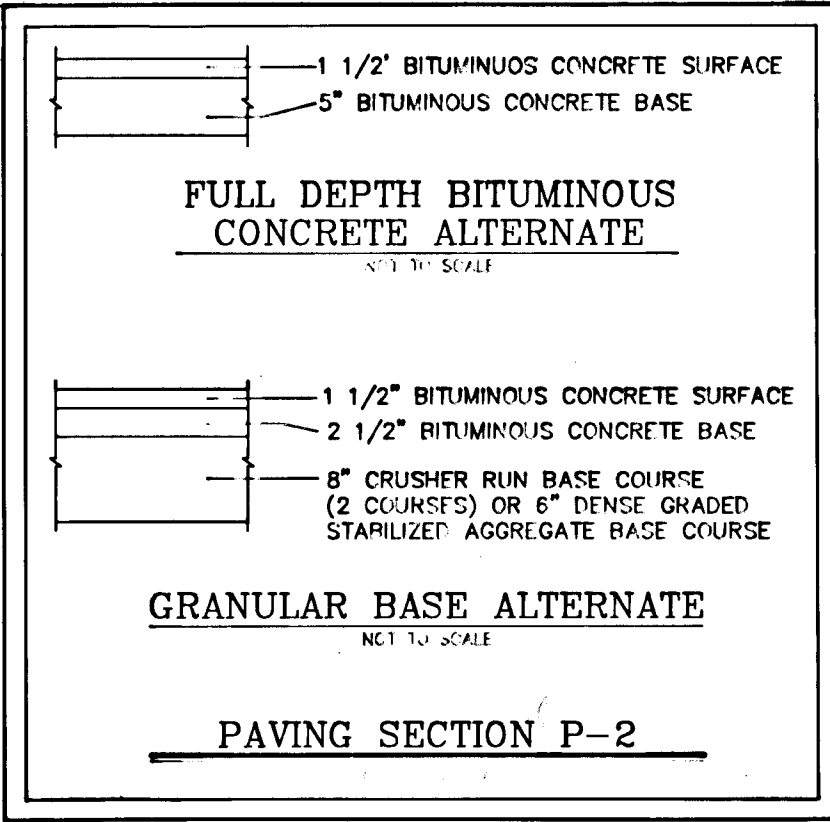 1 1/2' BITUMINUOS CONCRETE SURFACE
5" BITUMINOUS CONCRETE BASE
FULL DEPTH BITUMINOUS
CONCRETE ALTERNATE
NOT TO SCALE
1 1/2" BITUMINOUS CONCRETE SURFACE
2 1/2" BITUMINOUS CONCRETE BASE
8" CRUSHER RUN BASE COURSE
(2 COURSES) OR 6" DENSE GRADED
STABILIZED AGGREGATE BASE COURSE
GRANULAR BASE ALTERNATE
NOT TO SCALE
PAVING SECTION P-2